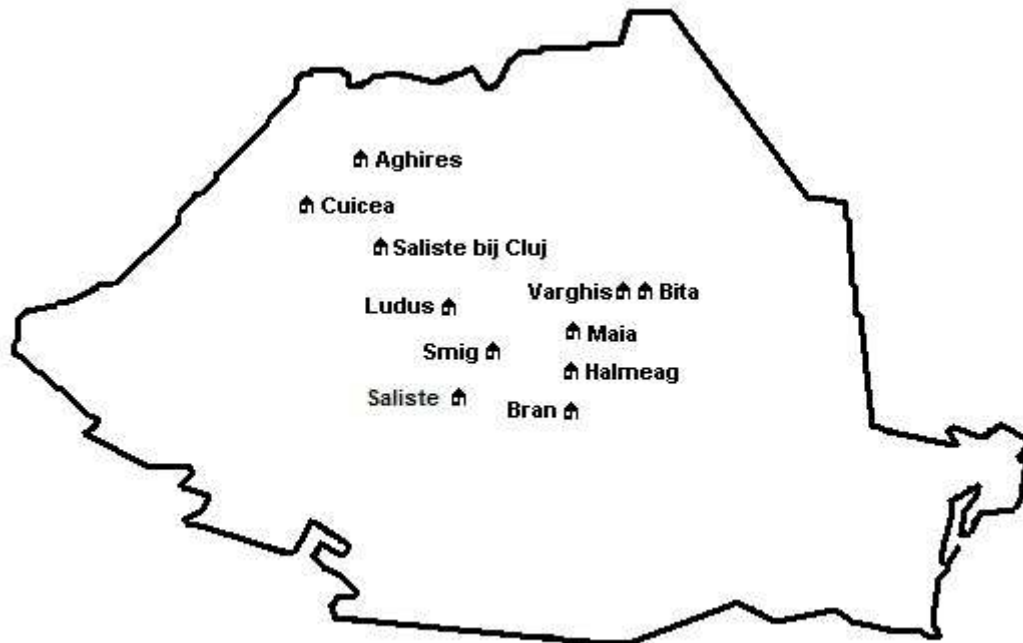 Aghires
Cuicea
Saliste bij Cluj
Varghis
Bita
Ludus
Maia
Smig
Halmeag
Saliste
Bran